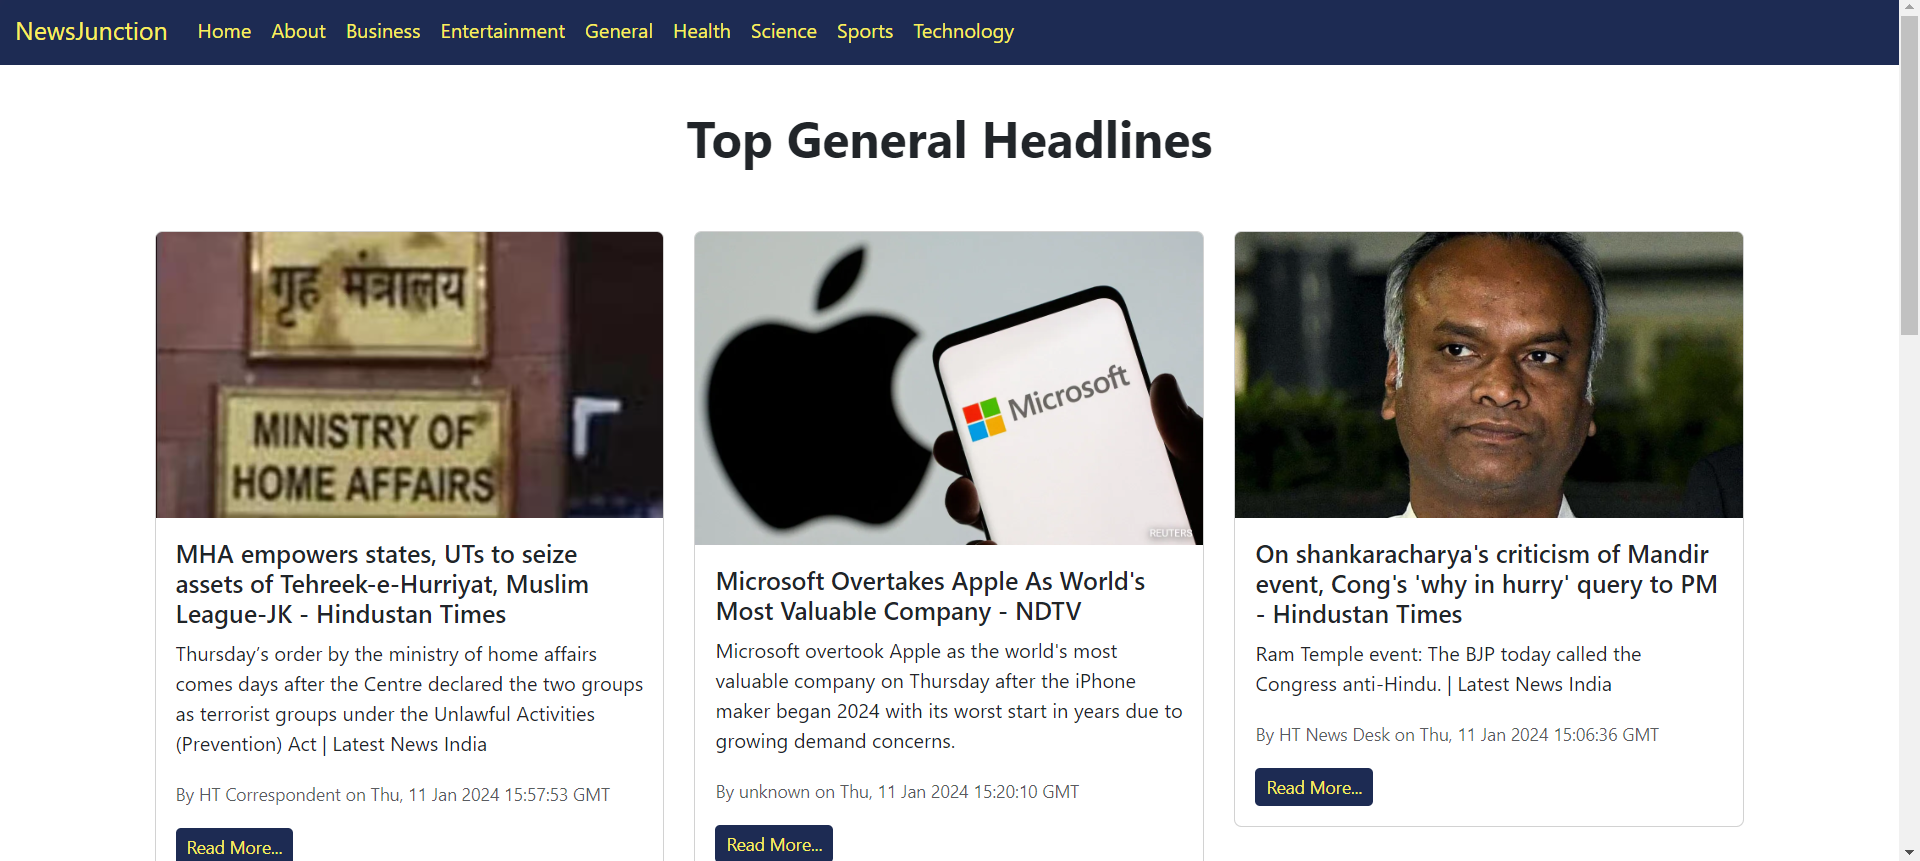 NewsJunction Home About Business Entertainment General Health Science Sports Technology
Top General Headlines
गृह मंत्रालय
MINISTRY OF
HOME AFFAIRS
MHA empowers states, UTs to seize
assets of Tehreek-e-Hurriyat, Muslim
League-JK - Hindustan Times
Thursday’s order by the ministry of home affairs
comes days after the Centre declared the two groups
as terrorist groups under the Unlawful Activities
(Prevention) Act | Latest News India
By HT Correspondent on Thu, 11 Jan 2024 15:57:53 GMT
Read More...
Microsoft
REUTERS
Microsoft Overtakes Apple As World's
Most Valuable Company - NDTV
Microsoft overtook Apple as the world's most
valuable company on Thursday after the iPhone
maker began 2024 with its worst start in years due to
growing demand concerns.
By unknown on Thu, 11 Jan 2024 15:20:10 GMT
Read More...
On shankaracharya's criticism of Mandir
event, Cong's 'why in hurry' query to PM
- Hindustan Times
Ram Temple event: The BJP today called the
Congress anti-Hindu. | Latest News India
By HT News Desk on Thu, 11 Jan 2024 15:06:36 GMT
Read More...